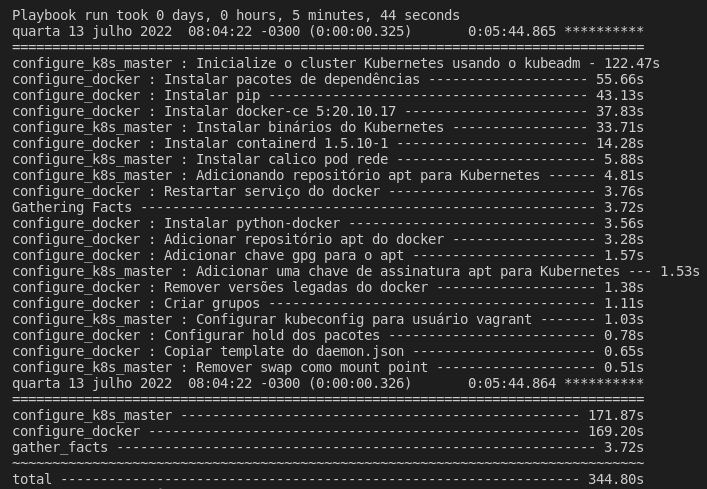 Playbook run took 0 days, 0 hours, 5 minutes, 44 seconds
quarta 13 julho 2022  08:04:22 -0300 (0:00:00.325)       0:05:44.865 **********
===============================================================================
configure_k8s_master : Inicialize o cluster Kubernetes usando o kubeadm - 122.47s
configure_docker : Instalar pacotes de dependências -------------------- 55.66s
configure_docker : Instalar pip ---------------------------------------- 43.13s
configure_docker : Instalar docker-ce 5:20.10.17 ----------------------- 37.83s
configure_k8s_master : Instalar binários do Kubernetes ----------------- 33.71s
configure_docker : Instalar containerd 1.5.10-1 ------------------------ 14.28s
configure_k8s_master : Instalar calico pod rede ------------------------- 5.88s
configure_k8s_master : Adicionando repositório apt para Kubernetes ------ 4.81s
configure_docker : Restartar serviço do docker -------------------------- 3.76s
Gathering Facts --------------------------------------------------------- 3.72s
configure_docker : Instalar python-docker ------------------------------- 3.56s
configure_docker : Adicionar repositório apt do docker ------------------ 3.28s
configure_docker : Adicionar chave gpg para o apt ----------------------- 1.57s
configure_k8s_master : Adicionar uma chave de assinatura apt para Kubernetes --- 1.53s
configure_docker : Remover versões legadas do docker -------------------- 1.38s
configure_docker : Criar grupos ----------------------------------------- 1.11s
configure_k8s_master : Configurar kubeconfig para usuário vagrant ------- 1.03s
configure_docker : Configurar hold dos pacotes -------------------------- 0.78s
configure_docker : Copiar template do daemon.json ----------------------- 0.65s
configure_k8s_master : Remover swap como mount point -------------------- 0.51s
quarta 13 julho 2022  08:04:22 -0300 (0:00:00.326)       0:05:44.864 **********
===============================================================================
configure_k8s_master -------------------------------------------------- 171.87s
configure_docker ------------------------------------------------------ 169.20s
gather_facts ------------------------------------------------------------ 3.72s
~~~~~~~~~~~~~~~~~~~~~~~~~~~~~~~~~~~~~~~~~~~~~~~~~~~~~~~~~~~~~~~~~~~~~~~~~~~~~~~
total ----------------------------------------------------------------- 344.80s